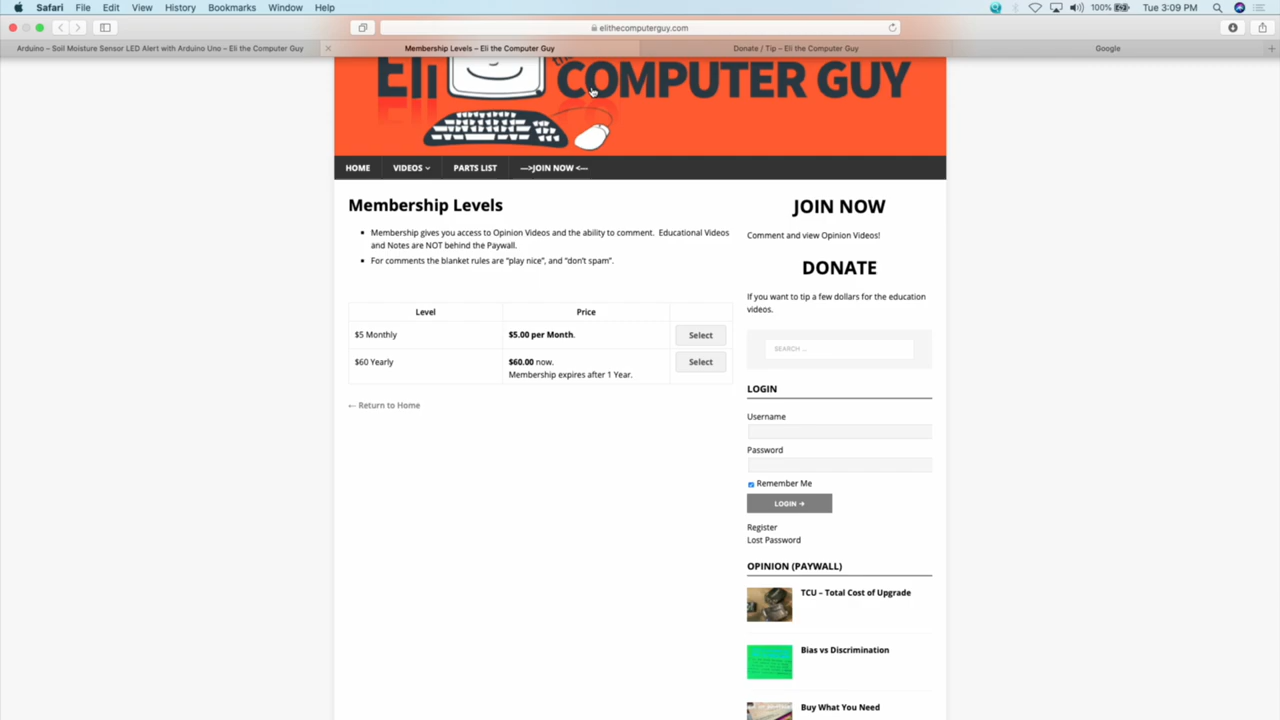 Safari File Edit View History Bookmarks Window Help
100% Tue 3:09 PM
elithecomputerguy.com
Arduino – Soil Moisture Sensor LED Alert with Arduino Uno – Eli the Computer Guy
Membership Levels – Eli the Computer Guy
Donate / Tip – Eli the Computer Guy
Google
Eli the COMPUTER GUY
HOME VIDEOS PARTS LIST —>JOIN NOW <—
Membership Levels
• Membership gives you access to Opinion Videos and the ability to comment. Educational Videos
and Notes are NOT behind the Paywall.
• For comments the blanket rules are “play nice”, and “don’t spam”.
Level Price
$5 Monthly $5.00 per Month. Select
$60 Yearly $60.00 now. Select
Membership expires after 1 Year.
← Return to Home
JOIN NOW
Comment and view Opinion Videos!
DONATE
If you want to tip a few dollars for the education
videos.
SEARCH ...
LOGIN
Username
Password
Remember Me
LOGIN →
Register
Lost Password
OPINION (PAYWALL)
TCU – Total Cost of Upgrade
Bias vs Discrimination
Buy What You Need